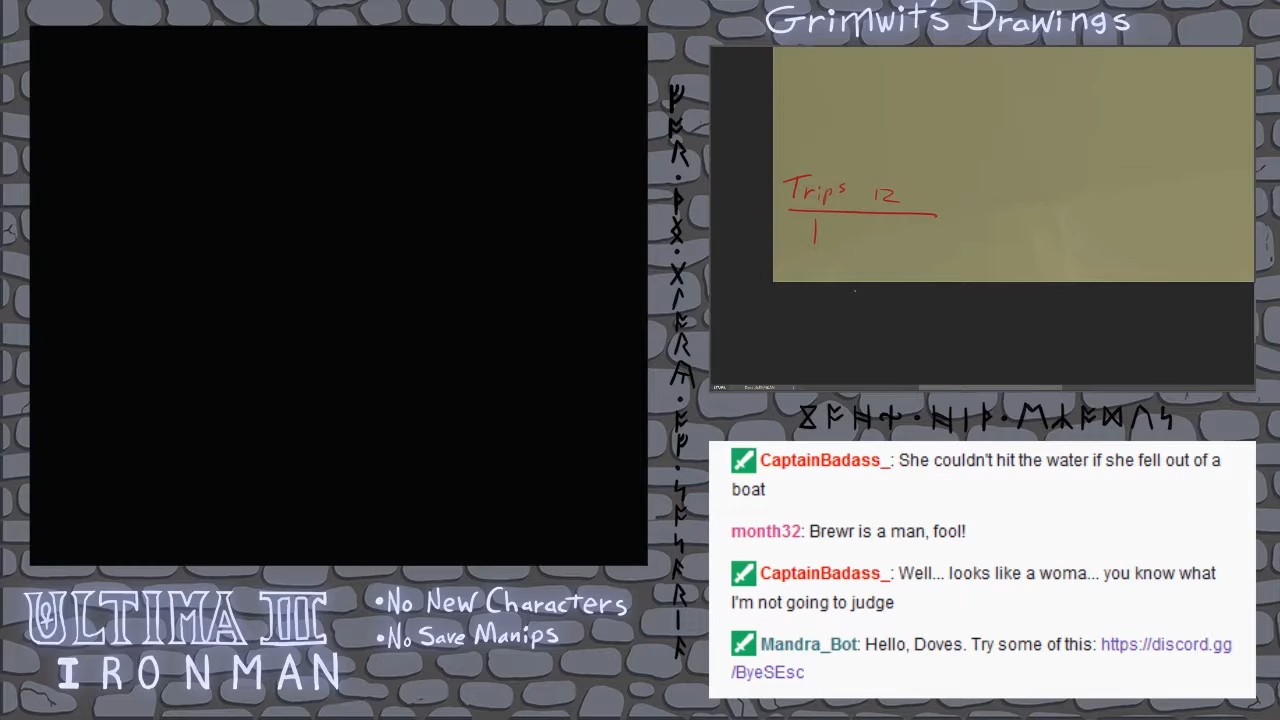 Grimwit's Drawings
Trips 12
1
CaptainBadass_: She couldn't hit the water if she fell out of a
boat
month32: Brewr is a man, fool!
CaptainBadass_: Well... looks like a woma... you know what
I'm not going to judge
Mandra_Bot: Hello, Doves. Try some of this: https://discord.gg
/ByeSEsc
ULTIMA III
IRONMAN
•No New Characters
•No Save Manips